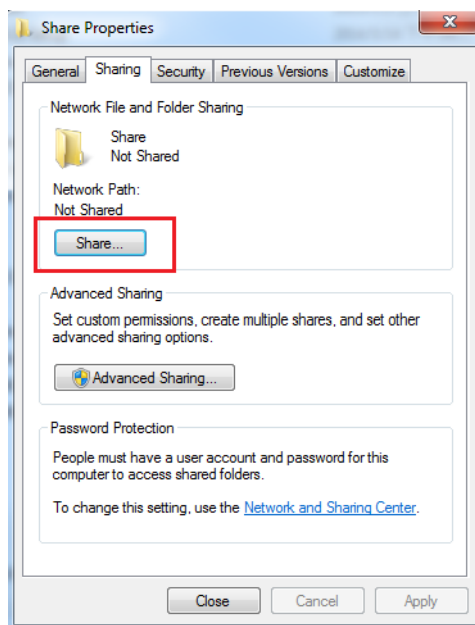 Share Properties
General Sharing Security Previous Versions Customize
Network File and Folder Sharing
Share
Not Shared
Network Path:
Not Shared
Share...
Advanced Sharing
Set custom permissions, create multiple shares, and set other
advanced sharing options.
Advanced Sharing...
Password Protection
People must have a user account and password for this
computer to access shared folders.
To change this setting, use the Network and Sharing Center.
Close Cancel Apply